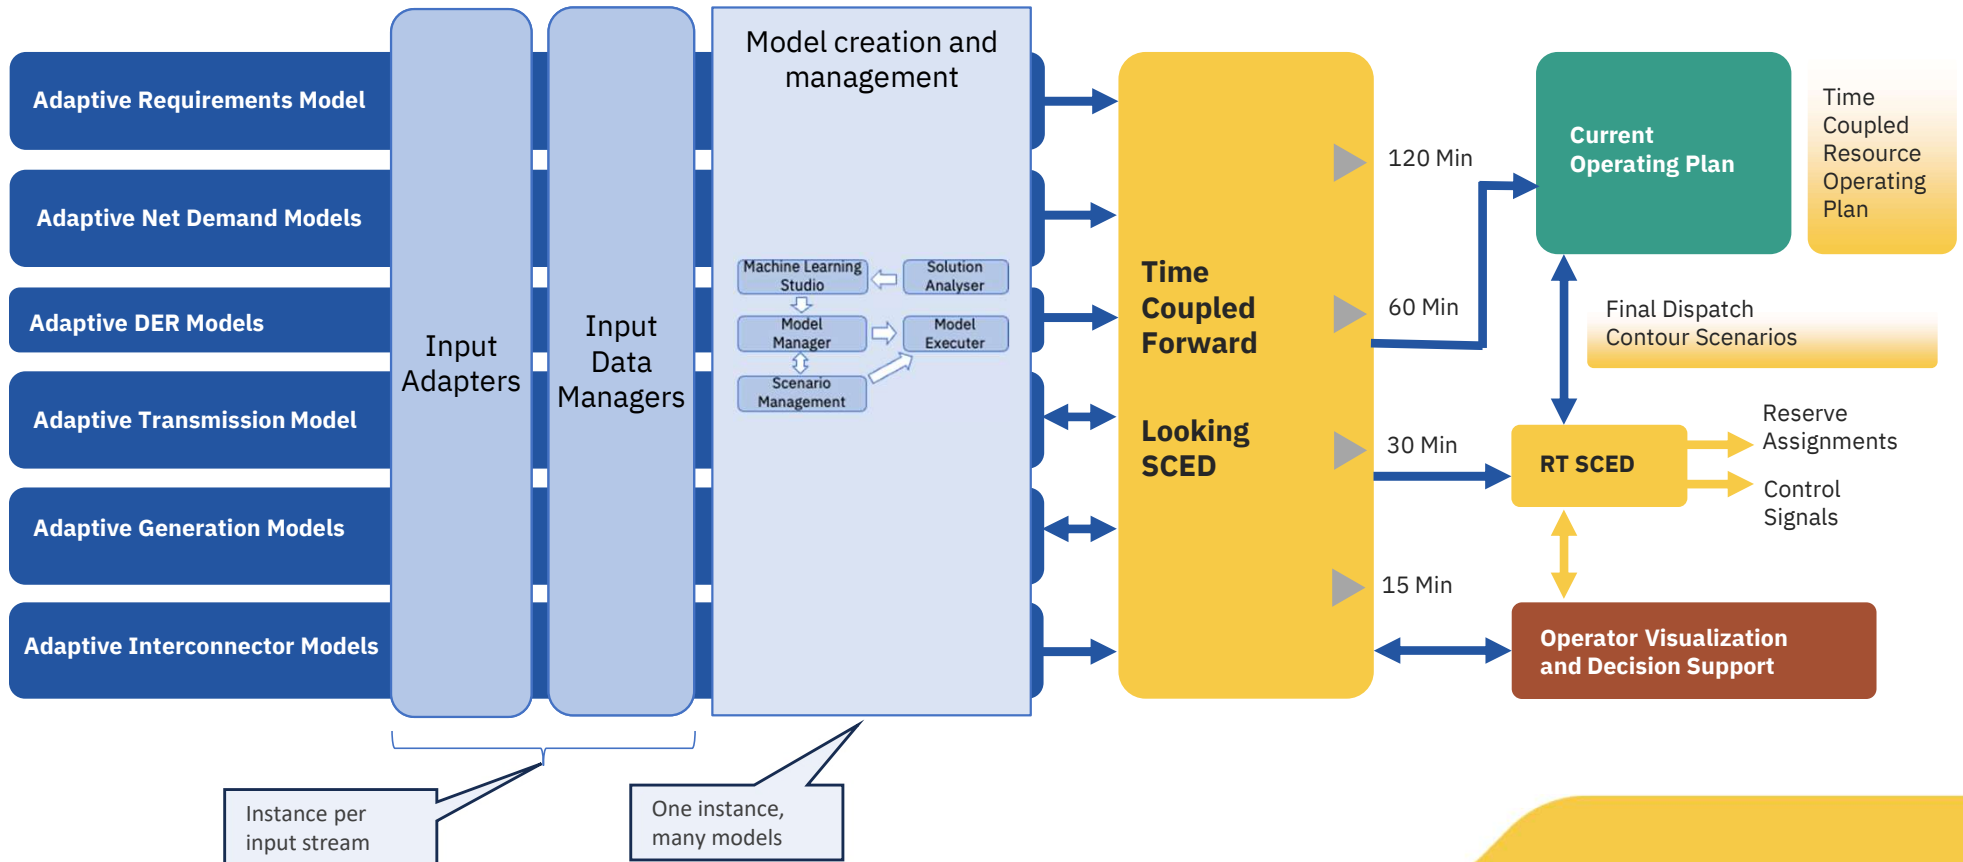 Adaptive Requirements Model
Adaptive Net Demand Models
Adaptive DER Models
Adaptive Transmission Model
Adaptive Generation Models
Adaptive Interconnector Models
Input
Adapters
Input
Data
Managers
Model creation and
management
Machine Learning
Studio
Solution
Analyser
Model
Manager
Model
Executer
Scenario
Management
Time
Coupled
Forward
Looking
SCED
120 Min
60 Min
30 Min
15 Min
Current
Operating Plan
Time
Coupled
Resource
Operating
Plan
Final Dispatch
Contour Scenarios
RT SCED
Reserve
Assignments
Control
Signals
Operator Visualization
and Decision Support
Instance per
input stream
One instance,
many models